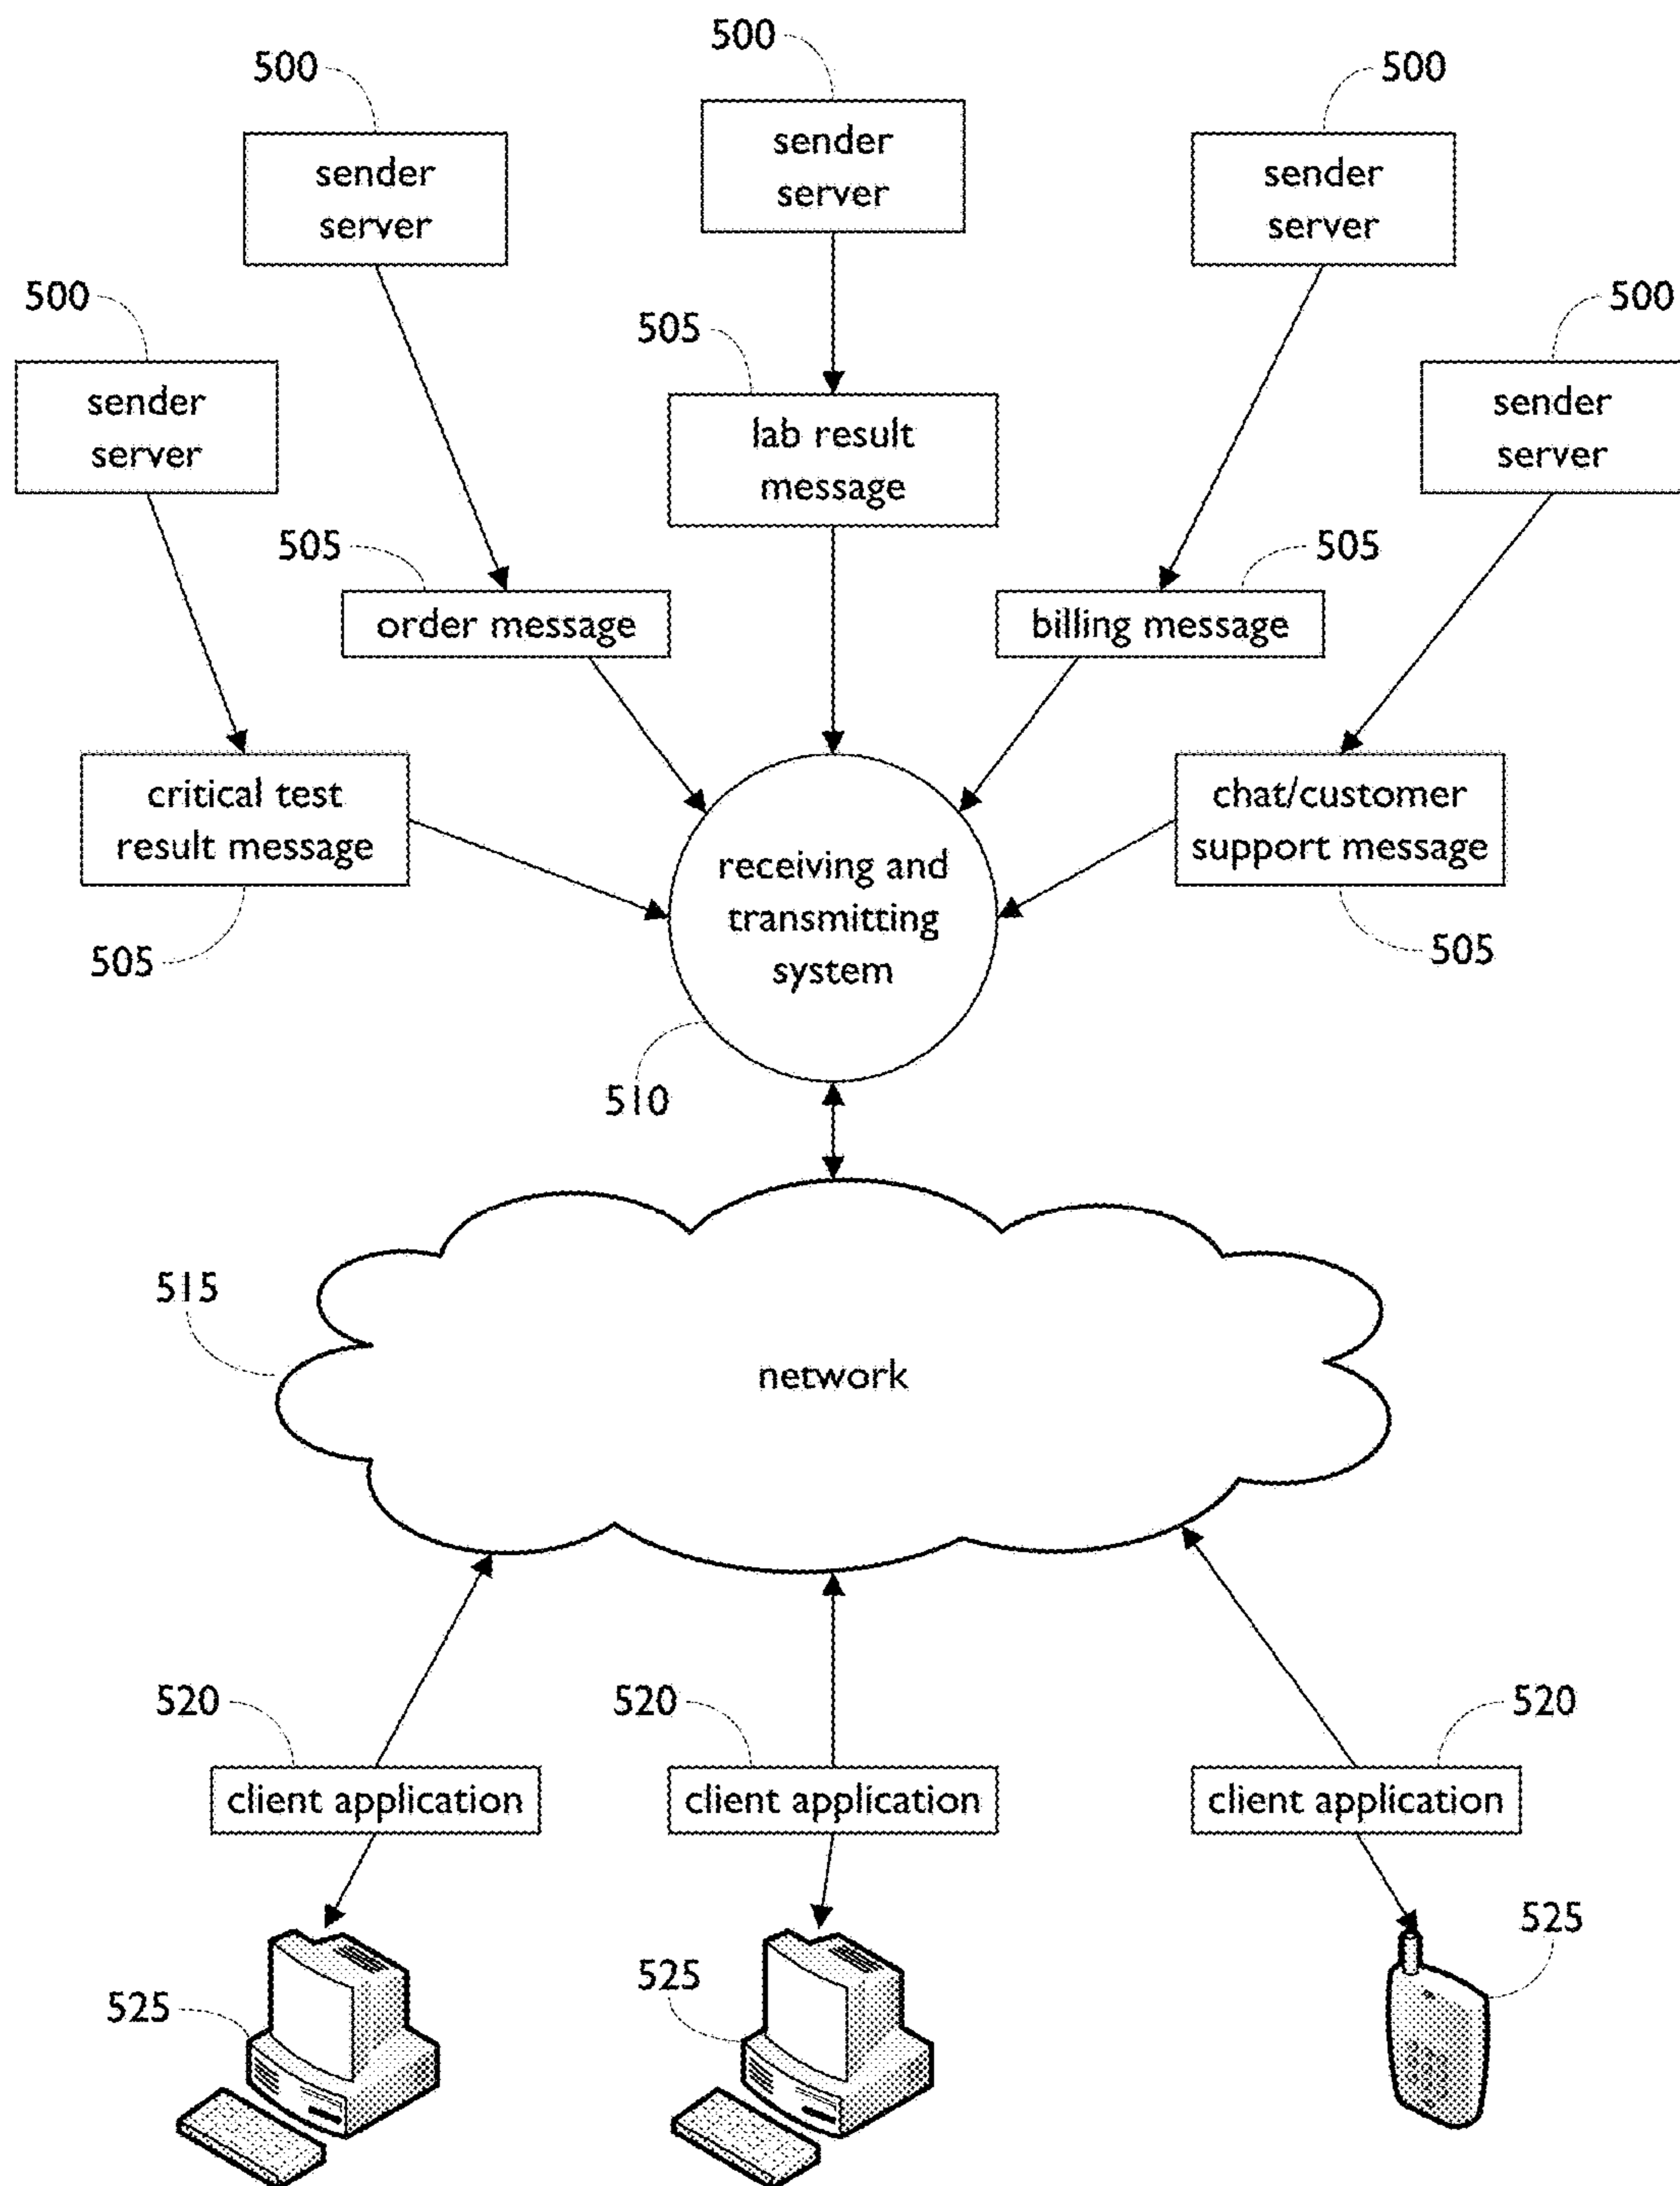 500
500
500
sender
server
sender
server
sender
server
500
500
505
sender
server
lab result
message
sender
server
505
505
order message
billing message
critical test
result message
chat/customer
support message
receiving and
transmitting
system
505
505
510
515
network
520
520
520
client application
client application
client application
525
525
525